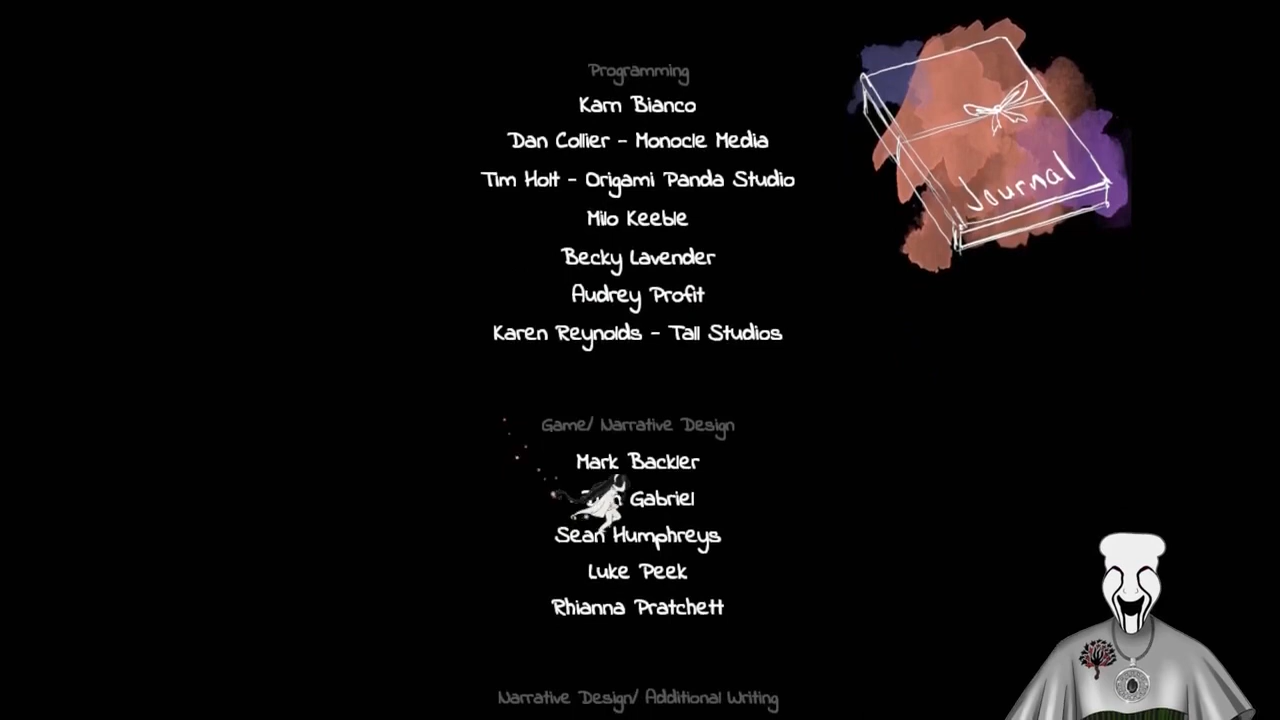 Programming
Karn Bianco
Dan Collier - Monocle Media
Tim Holt - Origami Panda Studio
Milo Keeble
Becky Lavender
Audrey Profit
Karen Reynolds - Tall Studios
Journal
Game/ Narrative Design
Mark Backler
Gabriel
Sean Humphreys
Luke Peek
Rhianna Pratchett
Narrative Design/ Additional Writing